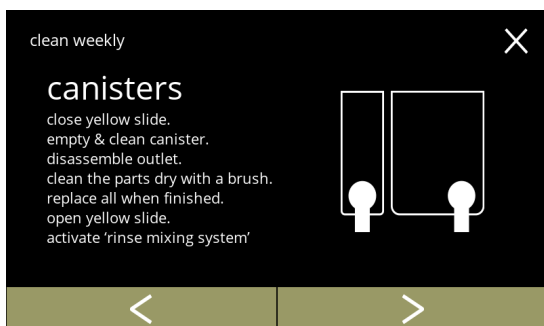 clean weekly
canisters
close yellow slide.
empty & clean canister.
disassemble outlet.
clean the parts dry with a brush.
replace all when finished.
open yellow slide.
activate ‘rinse mixing system’